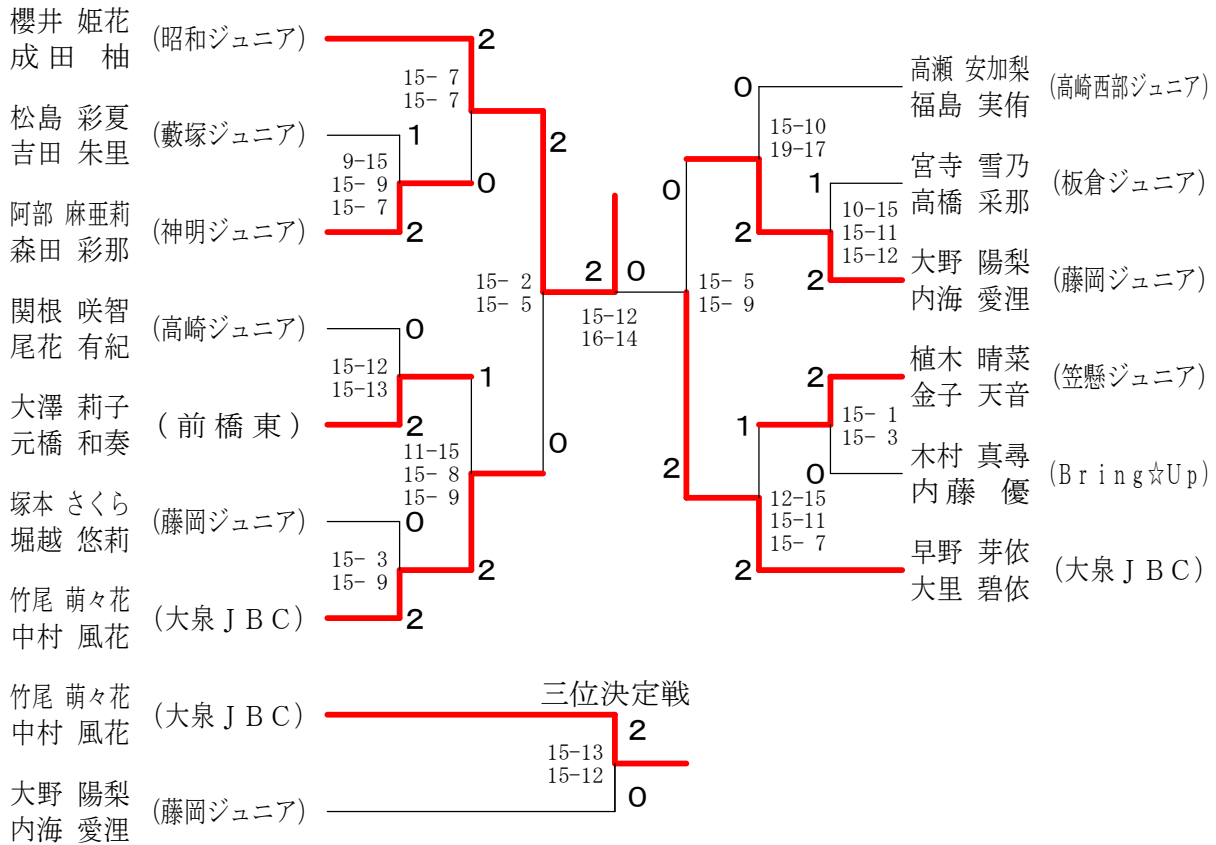 櫻井 姫花
成田 柚
(昭和ジュニア)
2
15- 7
15- 7
松島 彩夏
吉田 朱里
(藪塚ジュニア)
1
9-15
15- 9
15- 7
0
阿部 麻亜莉
森田 彩那
(神明ジュニア)
2
2
15- 2
15- 5
関根 咲智
尾花 有紀
(高崎ジュニア)
0
15-12
15-13
1
大澤 莉子
元橋 和奏
(前橋東)
2
11-15
15- 8
15- 9
0
塚本 さくら
堀越 悠莉
(藤岡ジュニア)
0
15- 3
15- 9
2
竹尾 萌々花
中村 風花
(大泉ＪＢＣ)
2
2
0
15-12
16-14
高瀬 安加梨
福島 実侑
(高崎西部ジュニア)
0
15-10
19-17
0
宮寺 雪乃
高橋 采那
(板倉ジュニア)
1
10-15
15-11
15-12
2
大野 陽梨
内海 愛浬
(藤岡ジュニア)
2
15- 5
15- 9
植木 晴菜
金子 天音
(笠懸ジュニア)
2
15- 1
15- 3
1
木村 真尋
内藤 優
(Ｂｒｉｎｇ☆Ｕｐ)
0
2
12-15
15-11
15- 7
早野 芽依
大里 碧依
(大泉ＪＢＣ)
2
三位決定戦
竹尾 萌々花
中村 風花
(大泉ＪＢＣ)
2
15-13
15-12
大野 陽梨
内海 愛浬
(藤岡ジュニア)
0